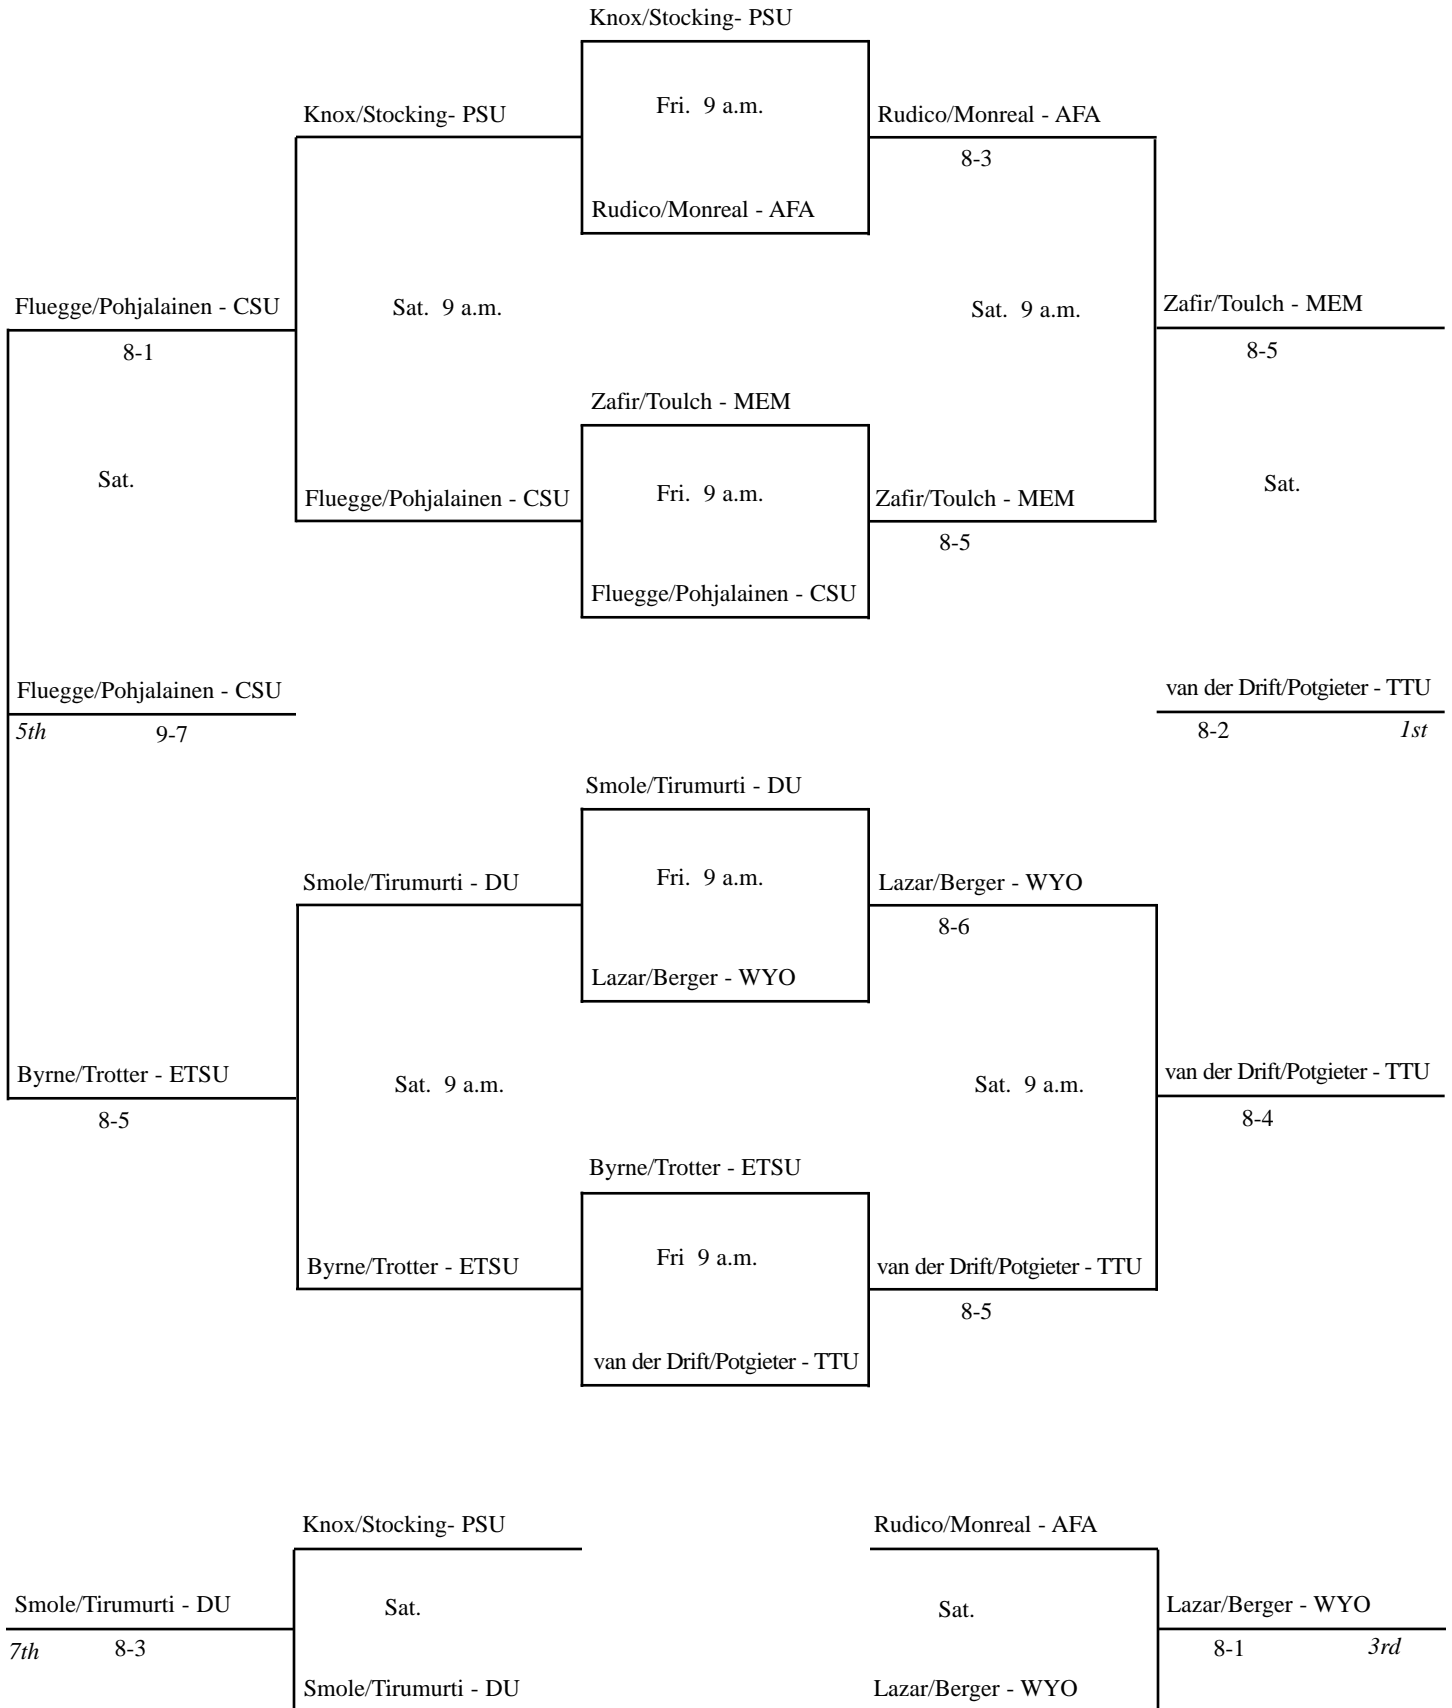 Knox/Stocking- PSU
Fri. 9 a.m.
Knox/Stocking- PSU
Rudico/Monreal - AFA
8-3
Rudico/Monreal - AFA
Fluegge/Pohjalainen - CSU
Sat. 9 a.m.
Sat. 9 a.m.
Zafir/Toulch - MEM
8-1
8-5
Zafir/Toulch - MEM
Sat.
Fluegge/Pohjalainen - CSU
Fri. 9 a.m.
Zafir/Toulch - MEM
Sat.
8-5
Fluegge/Pohjalainen - CSU
Fluegge/Pohjalainen - CSU
van der Drift/Potgieter - TTU
5th 9-7
8-2 1st
Smole/Tirumurti - DU
Smole/Tirumurti - DU
Fri. 9 a.m.
Lazar/Berger - WYO
8-6
Lazar/Berger - WYO
Byrne/Trotter - ETSU
Sat. 9 a.m.
Sat. 9 a.m.
van der Drift/Potgieter - TTU
8-5
8-4
Byrne/Trotter - ETSU
Byrne/Trotter - ETSU
Fri 9 a.m.
van der Drift/Potgieter - TTU
8-5
van der Drift/Potgieter - TTU
Knox/Stocking- PSU
Rudico/Monreal - AFA
Smole/Tirumurti - DU
Sat.
Sat.
Lazar/Berger - WYO
7th 8-3
8-1 3rd
Smole/Tirumurti - DU
Lazar/Berger - WYO